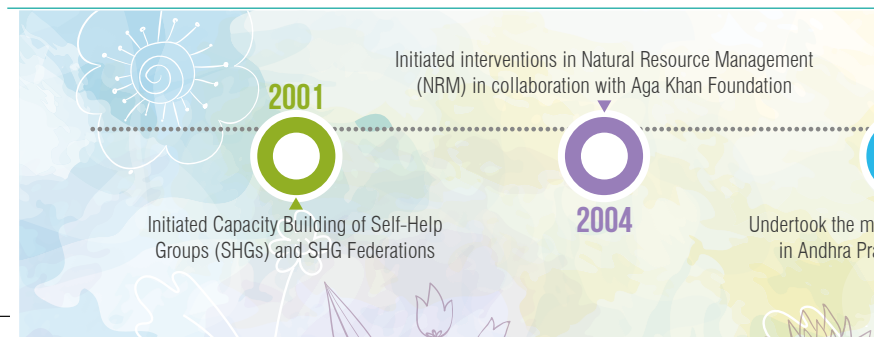 2001
Initiated Capacity Building of Self-Help
Groups (SHGs) and SHG Federations
Initiated interventions in Natural Resource Management
(NRM) in collaboration with Aga Khan Foundation
2004
Undertook the
in Andhra